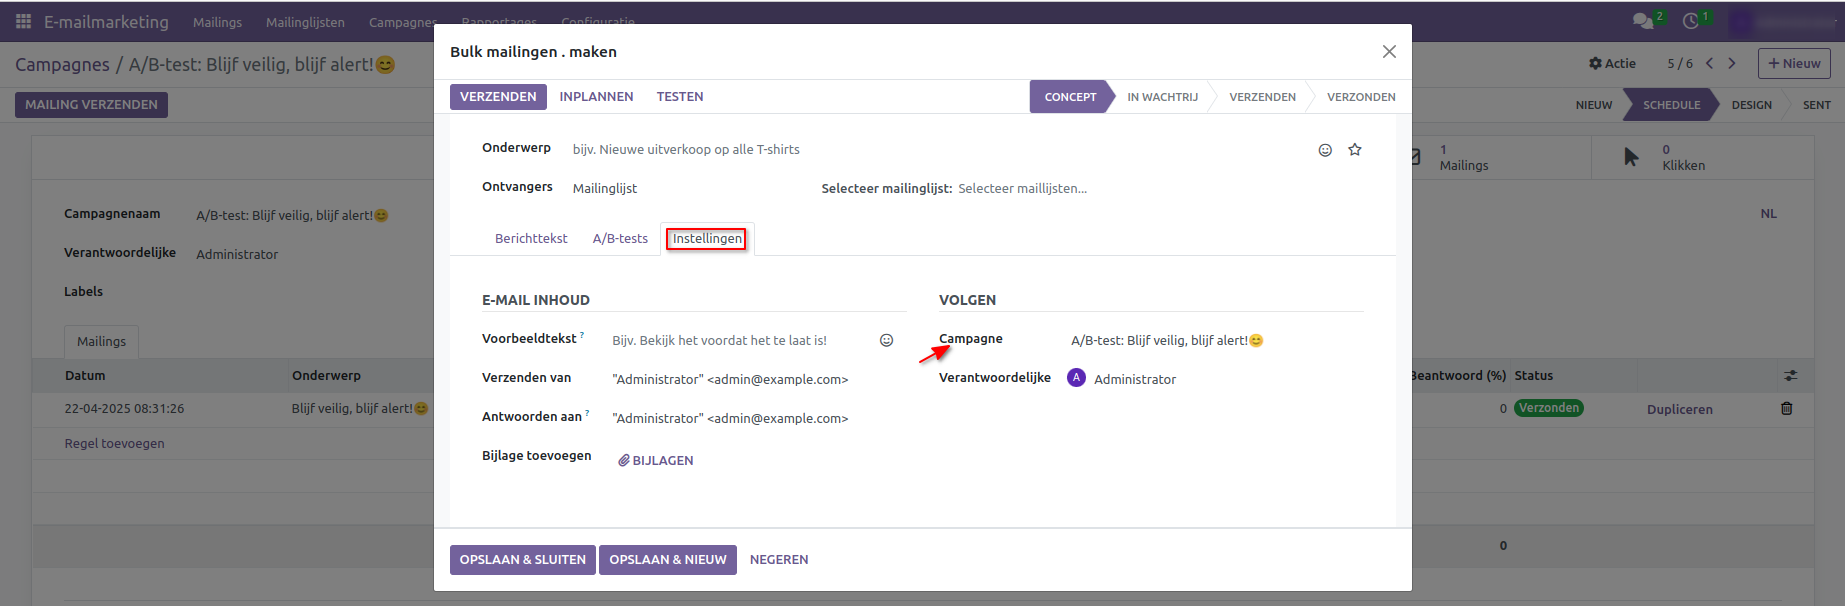 E-mailmarketing Mailings Mailinglijsten Campagnes Rapportages Configuratie 2 1
Campagnes / A/B-test: Blijf veilig, blijf alert!😊 Actie 5 / 6 + Nieuw
MAILING VERZENDEN NIEUW SCHEDULE DESIGN SENT
1 Mailings 0 Klikken
Campagnenaam A/B-test: Blijf veilig, blijf alert!😊 NL
Verantwoordelijke Administrator
Labels
Mailings
Datum Onderwerp Beantwoord (%) Status
22-04-2025 08:31:26 Blijf veilig, blijf alert!😊 0 Verzonden Dupliceren
Regel toevoegen
0
Bulk mailingen . maken
VERZENDEN INPLANNEN TESTEN CONCEPT IN WACHTRIJ VERZENDEN VERZONDEN
Onderwerp bijv. Nieuwe uitverkoop op alle T-shirts
Ontvangers Mailinglijst Selecteer mailinglijst: Selecteer maillijsten...
Berichttekst A/B-tests Instellingen
E-MAIL INHOUD VOLGEN
Voorbeeldtekst ? Bijv. Bekijk het voordat het te laat is! Campagne A/B-test: Blijf veilig, blijf alert!😊
Verzenden van "Administrator" <admin@example.com> Verantwoordelijke A Administrator
Antwoorden aan ? "Administrator" <admin@example.com>
Bijlage toevoegen BIJLAGEN
OPSLAAN & SLUITEN OPSLAAN & NIEUW NEGEREN